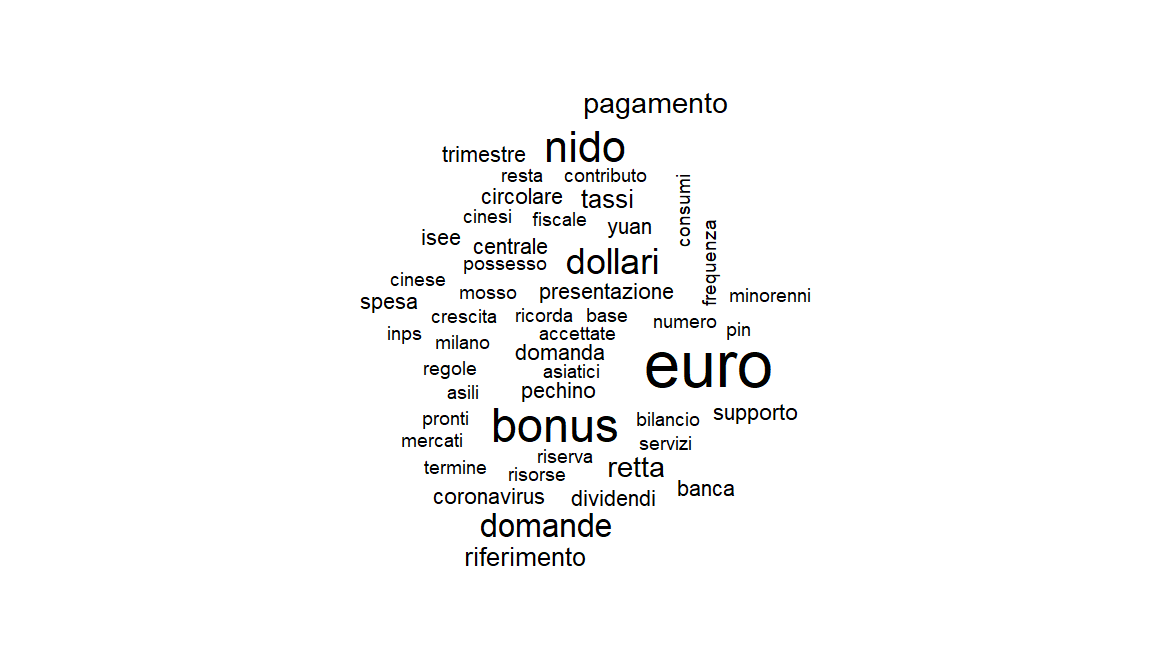 pagamento
nido
trimestre
resta
contributo
consumi
circolare
tassi
cinesi
fiscale
yuan
frequenza
isee
centrale
dollari
possesso
cinese
mosso
presentazione
minorenni
spesa
crescita
ricorda
base
numero
pin
inps
milano
accettate
domanda
euro
regole
asiatici
asili
pechino
pronti
bonus
bilancio
supporto
mercati
servizi
riserva
termine
risorse
retta
banca
coronavirus
dividendi
domande
riferimento